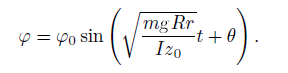 φ = φ₀ sin ( √(mgRr / Iz₀) t + θ ) .